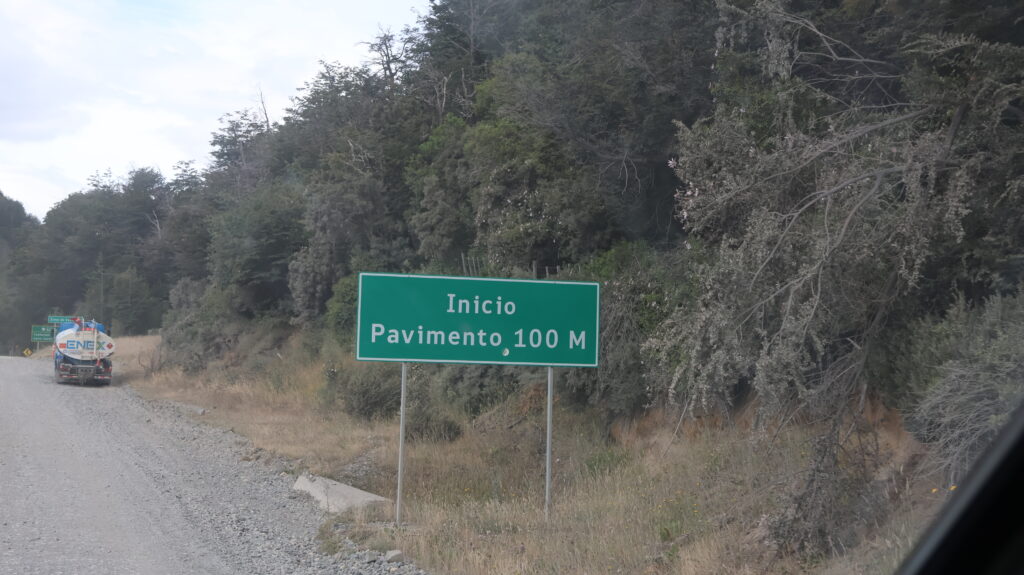 Inicio
Pavimento 100 M
ENEX